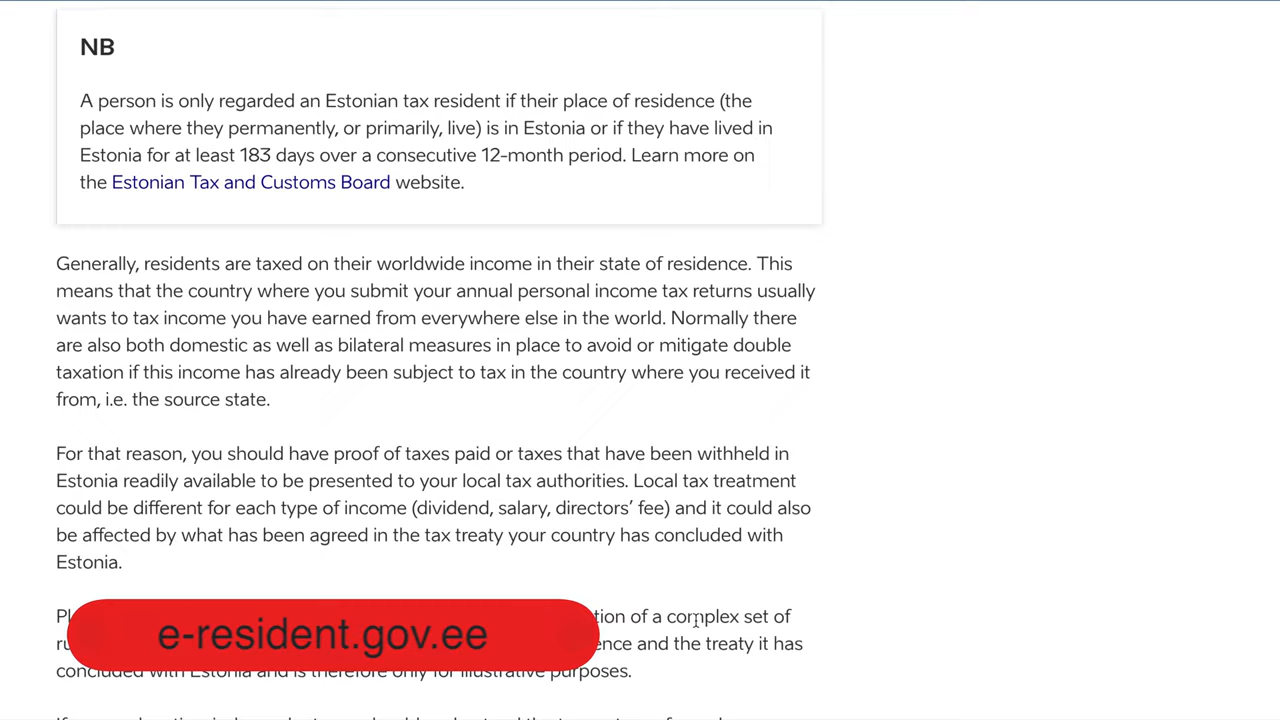 NB
A person is only regarded an Estonian tax resident if their place of residence (the
place where they permanently, or primarily, live) is in Estonia or if they have lived in
Estonia for at least 183 days over a consecutive 12-month period. Learn more on
the Estonian Tax and Customs Board website.
Generally, residents are taxed on their worldwide income in their state of residence. This
means that the country where you submit your annual personal income tax returns usually
wants to tax income you have earned from everywhere else in the world. Normally there
are also both domestic as well as bilateral measures in place to avoid or mitigate double
taxation if this income has already been subject to tax in the country where you received it
from, i.e. the source state.
For that reason, you should have proof of taxes paid or taxes that have been withheld in
Estonia readily available to be presented to your local tax authorities. Local tax treatment
could be different for each type of income (dividend, salary, directors’ fee) and it could also
be affected by what has been agreed in the tax treaty your country has concluded with
Estonia.
of a complex set of
and the treaty it has
concluded with Estonia and is therefore only for illustrative purposes.
e-resident.gov.ee